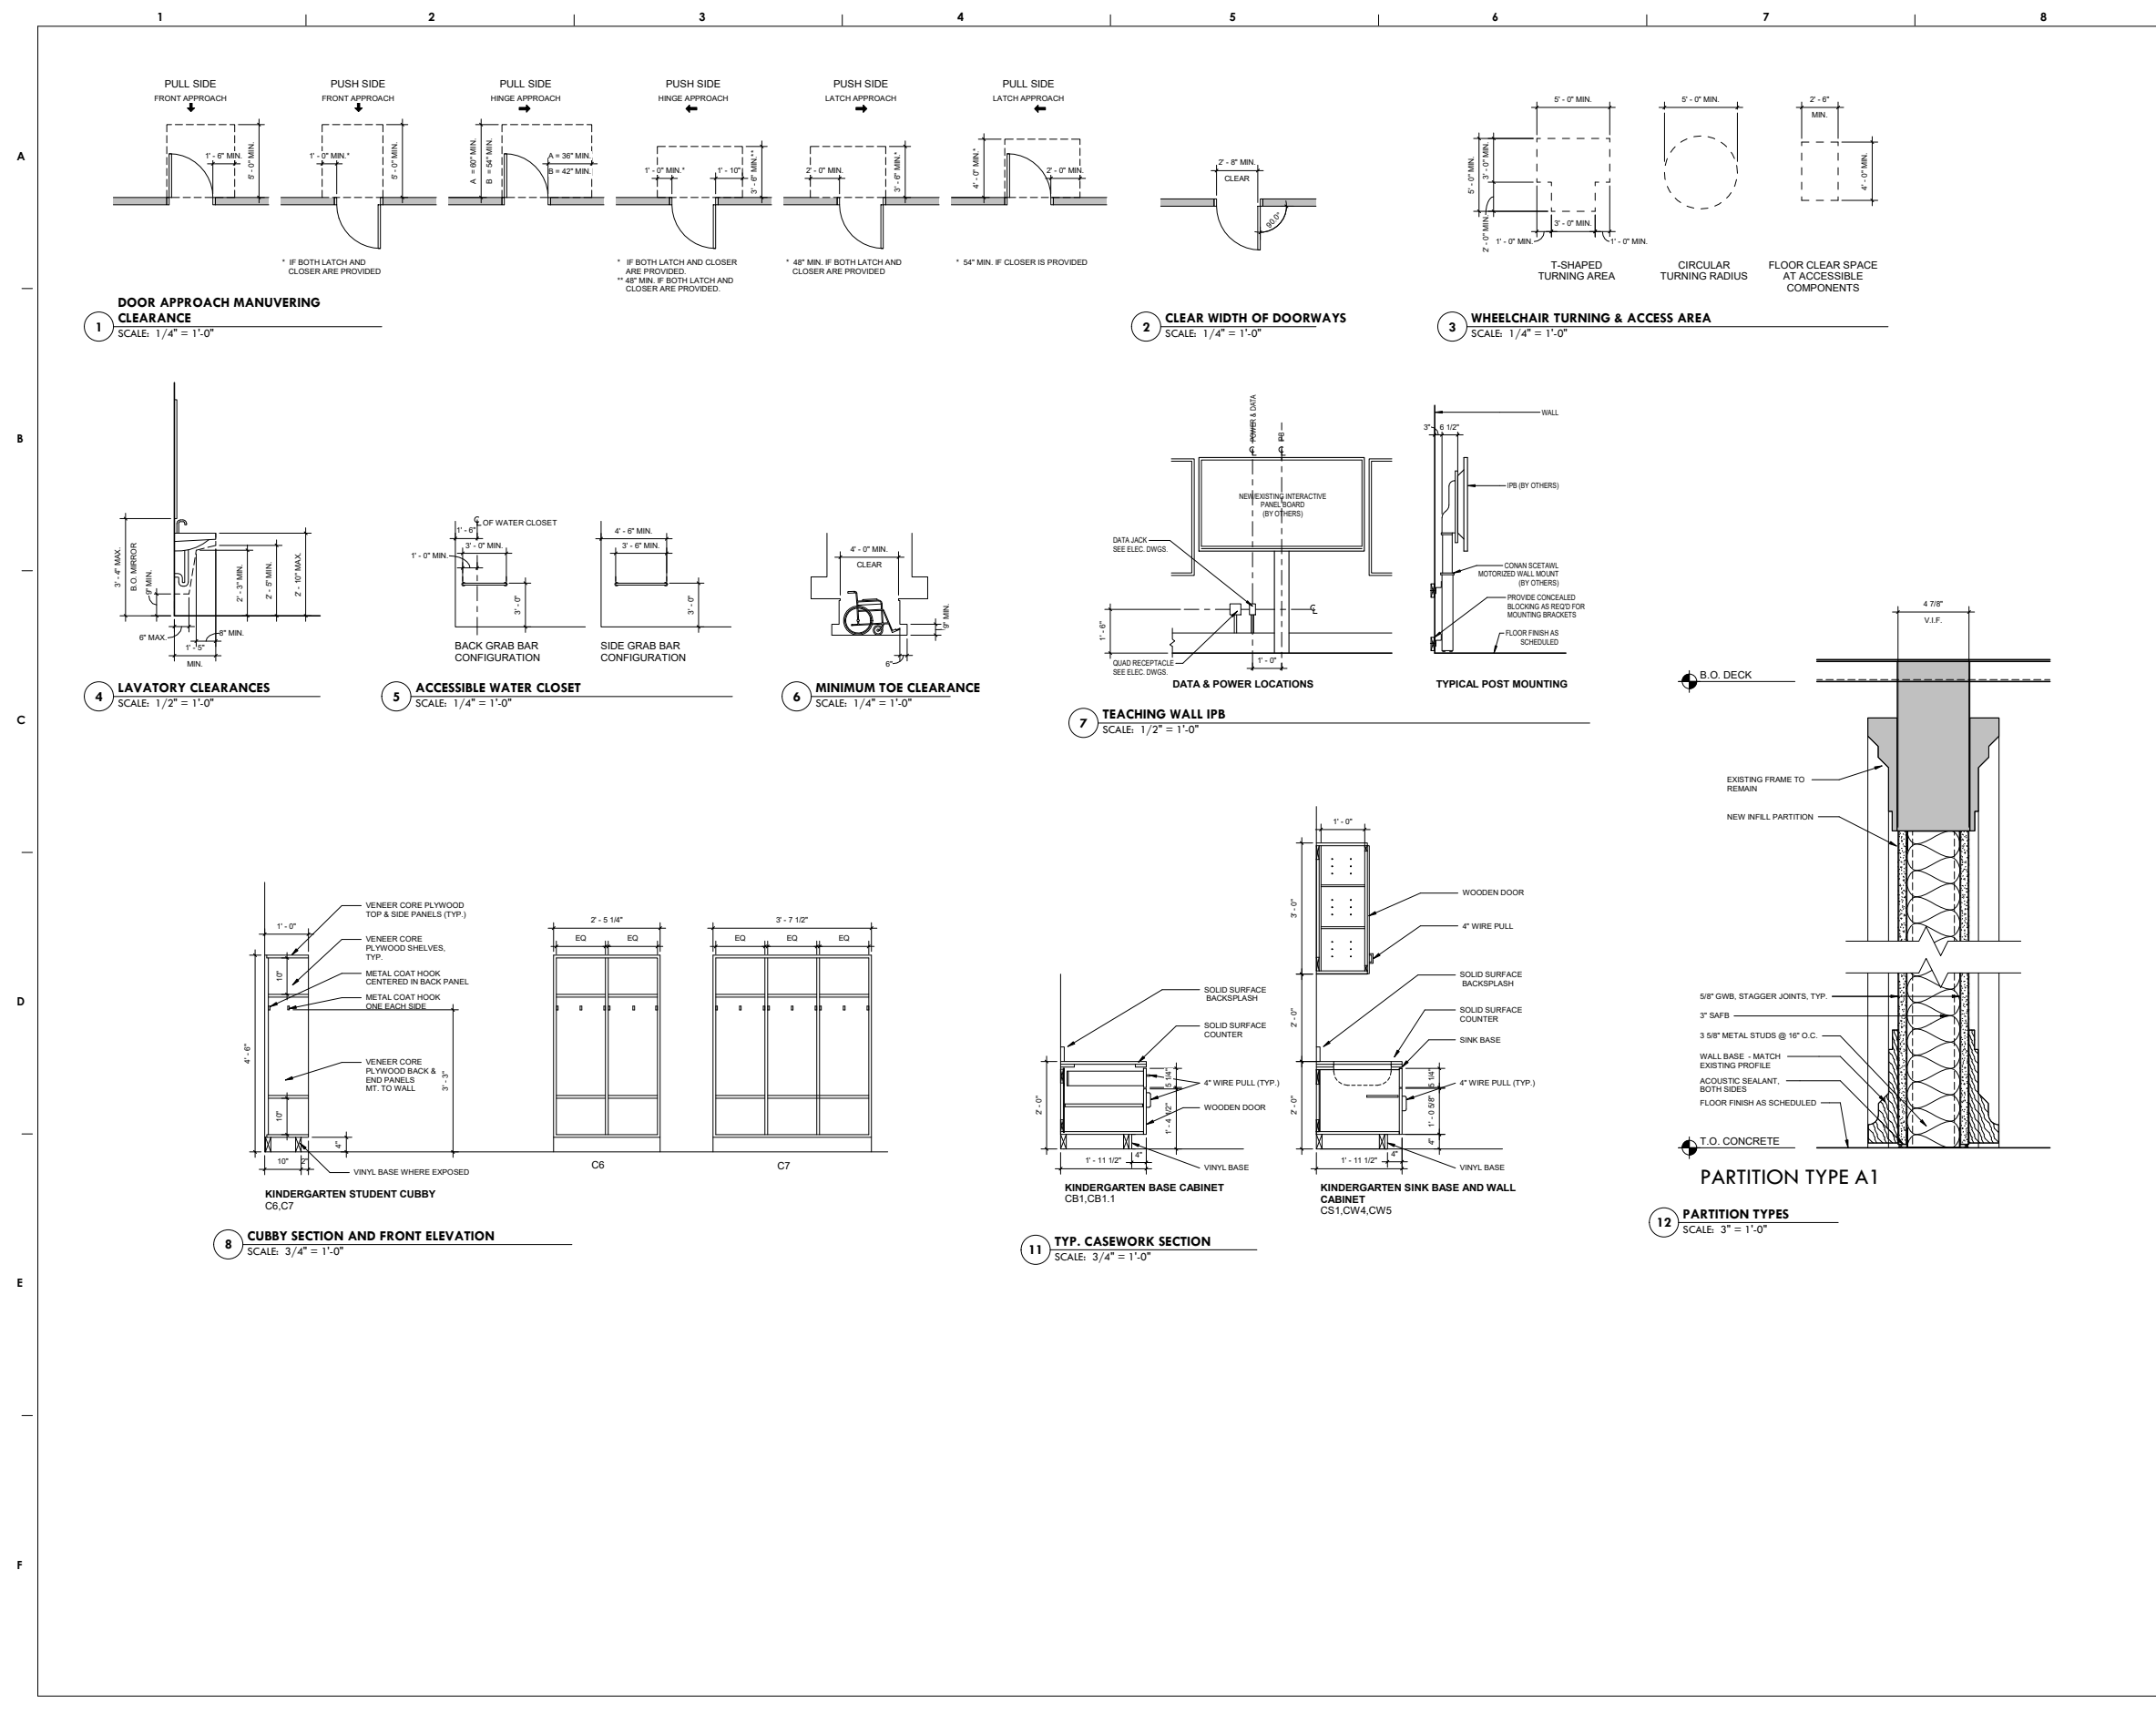 1 2 3 4 5 6 7 8
A
B
C
D
E
F
PULL SIDE
FRONT APPROACH
1' - 6" MIN.
5' - 0" MIN.
PUSH SIDE
FRONT APPROACH
1' - 0" MIN.*
5' - 0" MIN.
* IF BOTH LATCH AND
CLOSER ARE PROVIDED
PULL SIDE
HINGE APPROACH
A = 60" MIN.
B = 54" MIN.
A = 36" MIN.
B = 42" MIN.
PUSH SIDE
HINGE APPROACH
1' - 0" MIN.*
1' - 10"
3' - 6" MIN.**
* IF BOTH LATCH AND CLOSER
ARE PROVIDED.
** 48" MIN. IF BOTH LATCH AND
CLOSER ARE PROVIDED.
PUSH SIDE
LATCH APPROACH
2' - 0" MIN.
3' - 6" MIN.*
* 48" MIN. IF BOTH LATCH AND
CLOSER ARE PROVIDED
PULL SIDE
LATCH APPROACH
4' - 0" MIN.*
2' - 0" MIN.
* 54" MIN. IF CLOSER IS PROVIDED
1
DOOR APPROACH MANUVERING
CLEARANCE
SCALE: 1/4" = 1'-0"
2' - 8" MIN.
CLEAR
90.0°
2
CLEAR WIDTH OF DOORWAYS
SCALE: 1/4" = 1'-0"
5' - 0" MIN.
5' - 0" MIN.
3' - 0" MIN.
2' - 0" MIN.
3' - 0" MIN.
1' - 0" MIN.
1' - 0" MIN.
T-SHAPED
TURNING AREA
5' - 0" MIN.
CIRCULAR
TURNING RADIUS
2' - 6"
MIN.
4' - 0" MIN.
FLOOR CLEAR SPACE
AT ACCESSIBLE
COMPONENTS
3
WHEELCHAIR TURNING & ACCESS AREA
SCALE: 1/4" = 1'-0"
3' - 4" MAX.
B.O. MIRROR
9" MIN.
2' - 3" MIN.
2' - 5" MIN.
2' - 10" MAX.
6" MAX.
8" MIN.
1' - 5"
MIN.
4
LAVATORY CLEARANCES
SCALE: 1/2" = 1'-0"
OF WATER CLOSET
1' - 6"
3' - 0" MIN.
1' - 0" MIN.
3' - 0"
BACK GRAB BAR
CONFIGURATION
4' - 6" MIN.
3' - 6" MIN.
3' - 0"
SIDE GRAB BAR
CONFIGURATION
5
ACCESSIBLE WATER CLOSET
SCALE: 1/4" = 1'-0"
4' - 0" MIN.
CLEAR
9" MIN.
6"
6
MINIMUM TOE CLEARANCE
SCALE: 1/4" = 1'-0"
POWER & DATA
IPB
NEW/EXISTING INTERACTIVE
PANEL BOARD
(BY OTHERS)
DATA JACK
SEE ELEC. DWGS.
1' - 6"
QUAD RECEPTACLE
SEE ELEC. DWGS.
1' - 0"
DATA & POWER LOCATIONS
WALL
3" 6 1/2"
IPB (BY OTHERS)
CONAN SCETAWL
MOTORIZED WALL MOUNT
(BY OTHERS)
PROVIDE CONCEALED
BLOCKING AS REQ'D FOR
MOUNTING BRACKETS
FLOOR FINISH AS
SCHEDULED
TYPICAL POST MOUNTING
7
TEACHING WALL IPB
SCALE: 1/2" = 1'-0"
1' - 0"
VENEER CORE PLYWOOD
TOP & SIDE PANELS (TYP.)
VENEER CORE
PLYWOOD SHELVES,
TYP.
METAL COAT HOOK
CENTERED IN BACK PANEL
METAL COAT HOOK
ONE EACH SIDE
VENEER CORE
PLYWOOD BACK &
END PANELS
MT. TO WALL
10"
4' - 6"
3' - 3"
10"
4"
10" 2"
VINYL BASE WHERE EXPOSED
KINDERGARTEN STUDENT CUBBY
C6,C7
2' - 5 1/4"
EQ EQ
C6
3' - 7 1/2"
EQ EQ EQ
C7
8
CUBBY SECTION AND FRONT ELEVATION
SCALE: 3/4" = 1'-0"
SOLID SURFACE
BACKSPLASH
SOLID SURFACE
COUNTER
5 1/4"
4" WIRE PULL (TYP.)
WOODEN DOOR
2' - 0"
1' - 4 1/2"
4"
1' - 11 1/2"
VINYL BASE
KINDERGARTEN BASE CABINET
CB1,CB1.1
1' - 0"
3' - 0"
WOODEN DOOR
4" WIRE PULL
SOLID SURFACE
BACKSPLASH
2' - 0"
SOLID SURFACE
COUNTER
SINK BASE
5 1/4"
4" WIRE PULL (TYP.)
2' - 0"
1' - 0 5/8"
4"
4"
1' - 11 1/2"
VINYL BASE
KINDERGARTEN SINK BASE AND WALL
CABINET
CS1,CW4,CW5
11
TYP. CASEWORK SECTION
SCALE: 3/4" = 1'-0"
4 7/8"
V.I.F.
B.O. DECK
EXISTING FRAME TO
REMAIN
NEW INFILL PARTITION
5/8" GWB, STAGGER JOINTS, TYP.
3" SAFB
3 5/8" METAL STUDS @ 16" O.C.
WALL BASE - MATCH
EXISTING PROFILE
ACOUSTIC SEALANT,
BOTH SIDES
FLOOR FINISH AS SCHEDULED
T.O. CONCRETE
PARTITION TYPE A1
12
PARTITION TYPES
SCALE: 3" = 1'-0"